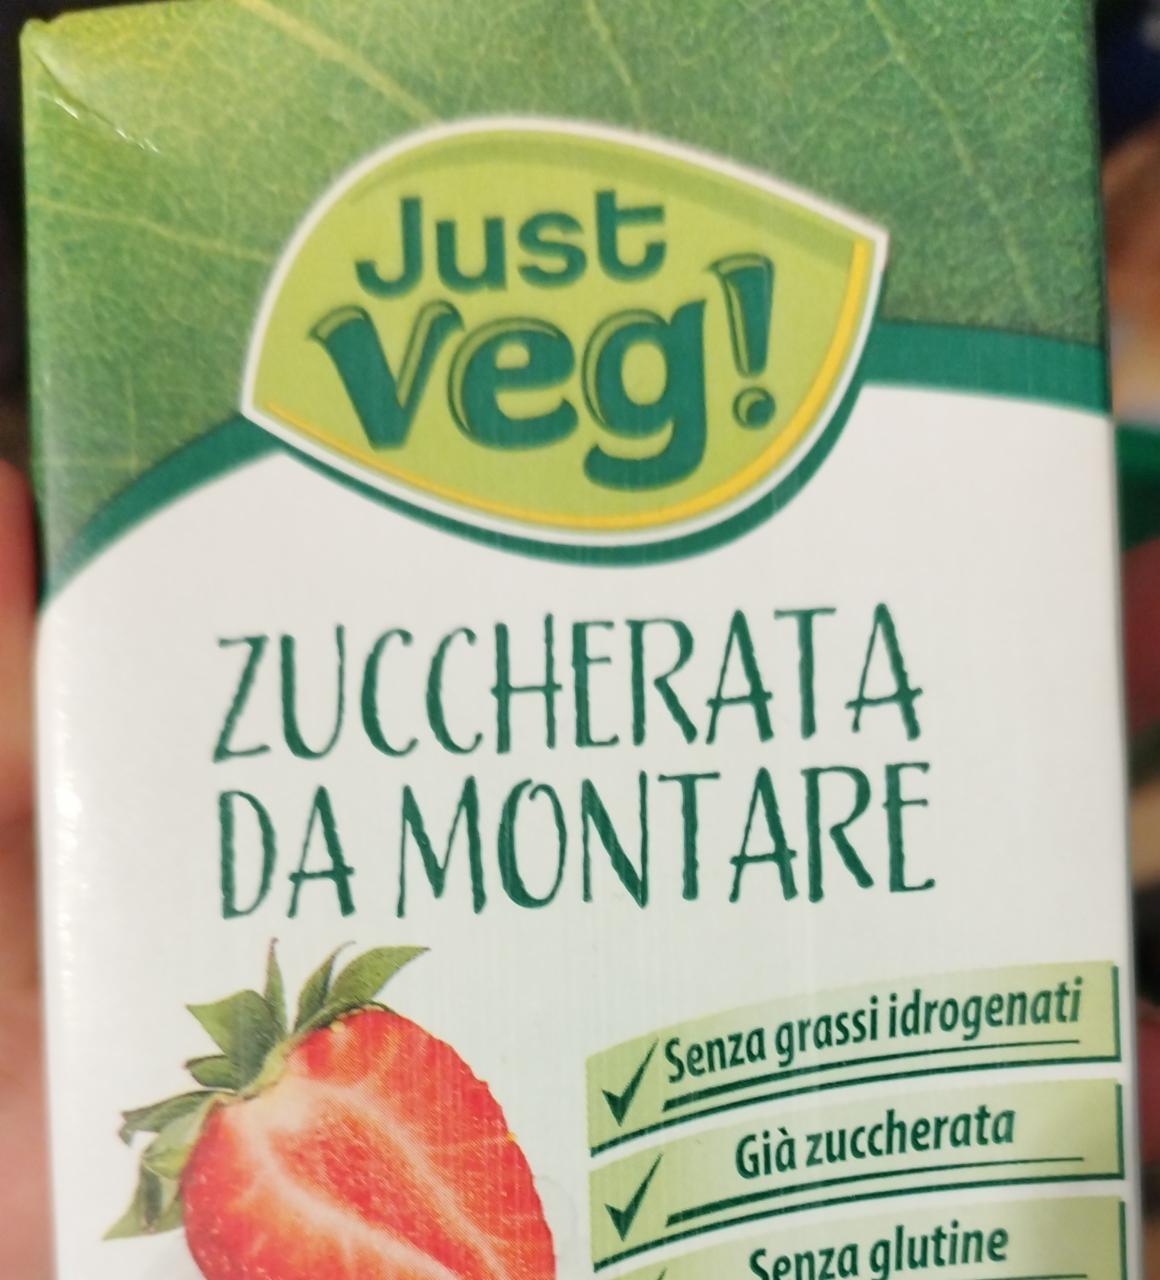 Just
Veg!
ZUCCHERATA
DA MONTARE
Senza grassi idrogenati
Già zuccherata
Senza glutine